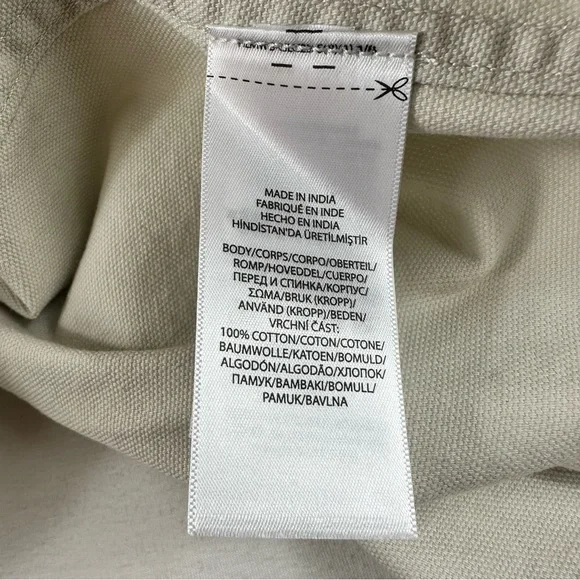 MADE IN INDIA
FABRIQUÉ EN INDE
HECHO EN INDIA
HİNDİSTAN'DA ÜRETİLMİŞTİR
BODY/CORPS/CORPO/OBERTEIL/
ROMP/HOVEDDEL/CUERPO/
ПЕРЕД И СПИНКА/КОРПУС/
ΣΩΜΑ/BRUK (KROPP)/
ANVÄND (KROPP)/BEDEN/
VRCHNÍ ČÁST:
100% COTTON/COTON/COTONE/
BAUMWOLLE/KATOEN/BOMULD/
ALGODÓN/ALGODÃO/ХЛОПОК/
ПАМУК/BAMBAKI/BOMULL/
PAMUK/BAVLNA